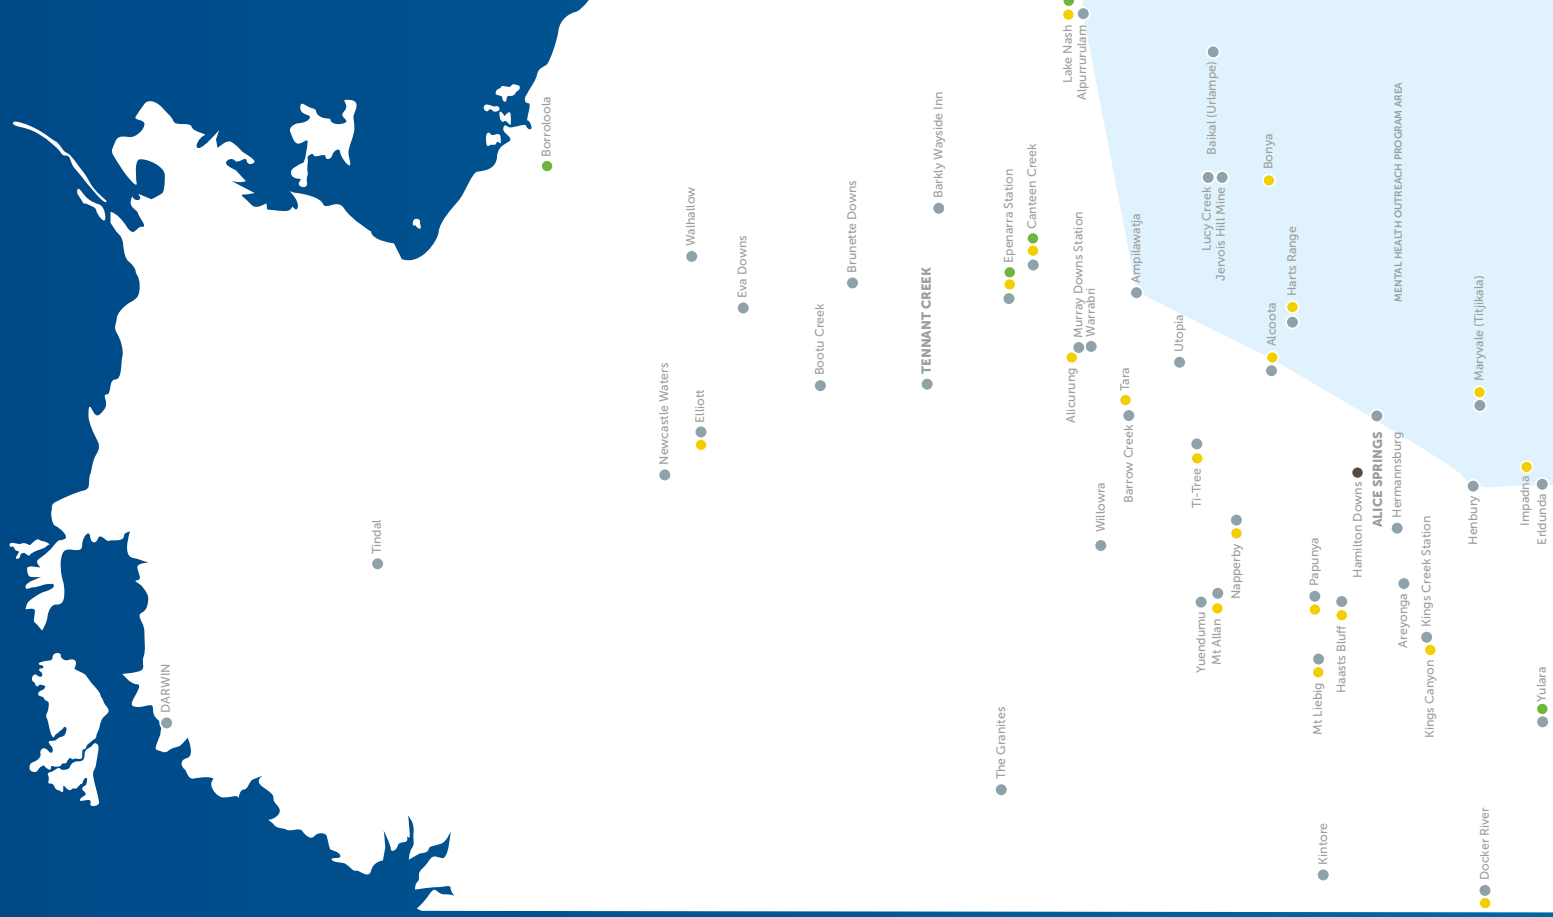 DARWIN
Tindal
Borroloola
Newcastle Waters
Walhallow
Elliott
Eva Downs
Bootu Creek
Brunette Downs
TENNANT CREEK
Barkly Wayside Inn
The Granites
Epenarra Station
Canteen Creek
Lake Nash
Alpurrurulam
Alicurung
Murray Downs Station
Warrabri
Willowra
Tara
Barrow Creek
Ampilawatja
Utopia
Ti-Tree
Yuendumu
Mt Allan
Napperby
Lucy Creek
Jervois Hill Mine
Baikal (Urlampe)
Bonya
Alcoota
Harts Range
Papunya
Mt Liebig
Haasts Bluff
Kintore
Hamilton Downs
ALICE SPRINGS
Hermannsburg
MENTAL HEALTH OUTREACH PROGRAM AREA
Areyonga
Kings Creek Station
Kings Canyon
Henbury
Maryvale (Titjikala)
Docker River
Impadna
Erldunda
Yulara